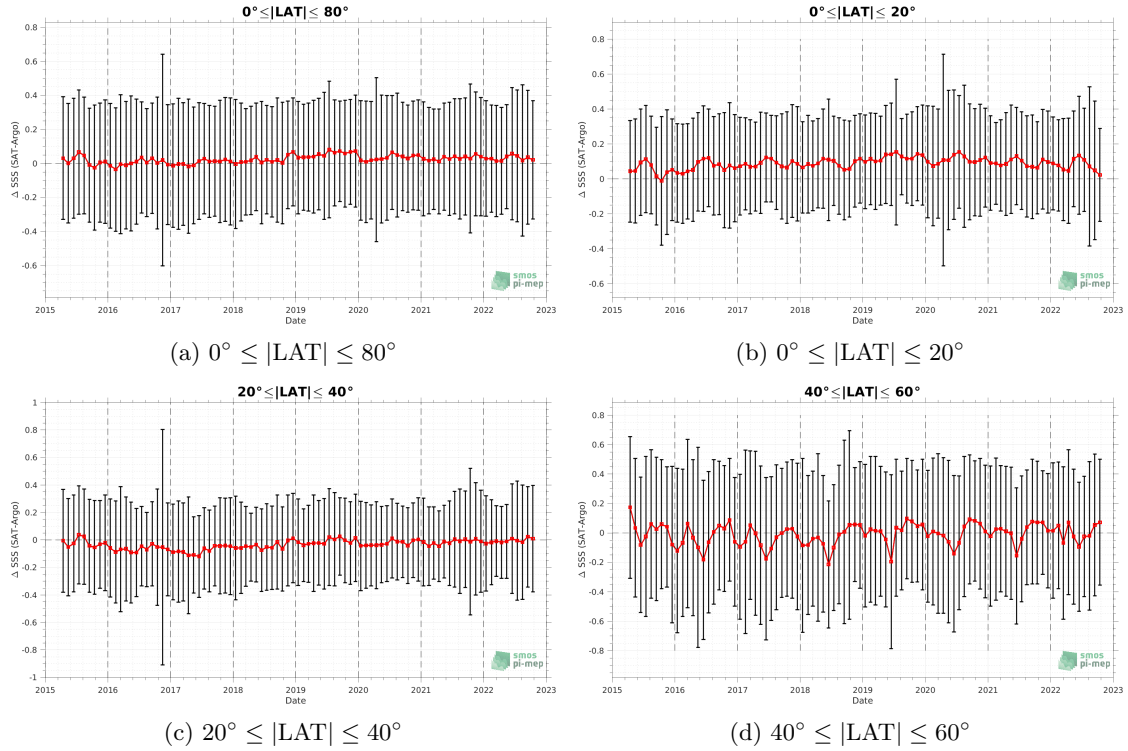 0°≤|LAT|≤ 80°
0.8
0.6
0.4
0.2
0
-0.2
-0.4
-0.6
Δ SSS (SAT-Argo)
smos
pi-mep
2015 2016 2017 2018 2019 2020 2021 2022 2023
Date
(a) 0° ≤ |LAT| ≤ 80°
0°≤|LAT|≤ 20°
0.8
0.6
0.4
0.2
0
-0.2
-0.4
-0.6
Δ SSS (SAT-Argo)
smos
pi-mep
2015 2016 2017 2018 2019 2020 2021 2022 2023
Date
(b) 0° ≤ |LAT| ≤ 20°
20°≤|LAT|≤ 40°
1
0.8
0.6
0.4
0.2
0
-0.2
-0.4
-0.6
-0.8
-1
Δ SSS (SAT-Argo)
smos
pi-mep
2015 2016 2017 2018 2019 2020 2021 2022 2023
Date
(c) 20° ≤ |LAT| ≤ 40°
40°≤|LAT|≤ 60°
0.8
0.6
0.4
0.2
0
-0.2
-0.4
-0.6
-0.8
Δ SSS (SAT-Argo)
smos
pi-mep
2015 2016 2017 2018 2019 2020 2021 2022 2023
Date
(d) 40° ≤ |LAT| ≤ 60°